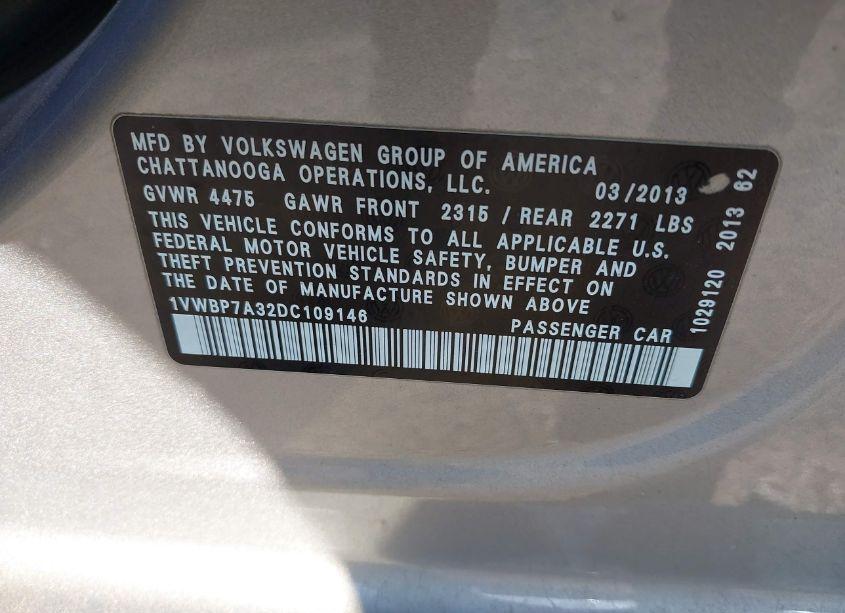 MFD BY VOLKSWAGEN GROUP OF AMERICA
CHATTANOOGA OPERATIONS, LLC. 03/2013
GVWR 4475 GAWR FRONT 2315 / REAR 2271 LBS
THIS VEHICLE CONFORMS TO ALL APPLICABLE U.S.
FEDERAL MOTOR VEHICLE SAFETY, BUMPER AND
THEFT PREVENTION STANDARDS IN EFFECT ON
THE DATE OF MANUFACTURE SHOWN ABOVE
1VWBP7A32DC109146 PASSENGER CAR
1029120 2013 62